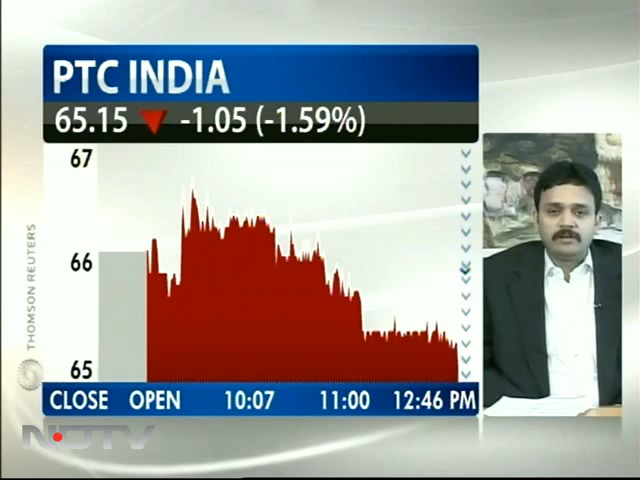 PTC INDIA
65.15 -1.05 (-1.59%)
67
66
65
THOMSON REUTERS
CLOSE OPEN 10:07 11:00 12:46 PM
NDTV